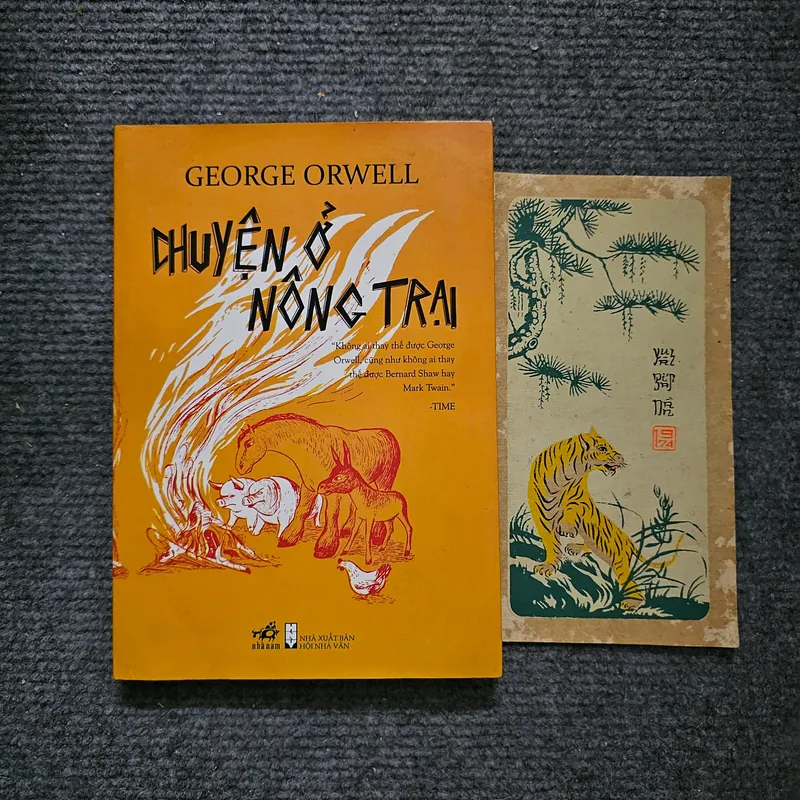 GEORGE ORWELL
CHUYỆN Ở
NÔNG TRẠI
"Không ai thay thế được George
Orwell, cũng như không ai thay
thế được Bernard Shaw hay
Mark Twain."
-TIME
nhã nam
NHÀ XUẤT BẢN
HỘI NHÀ VĂN